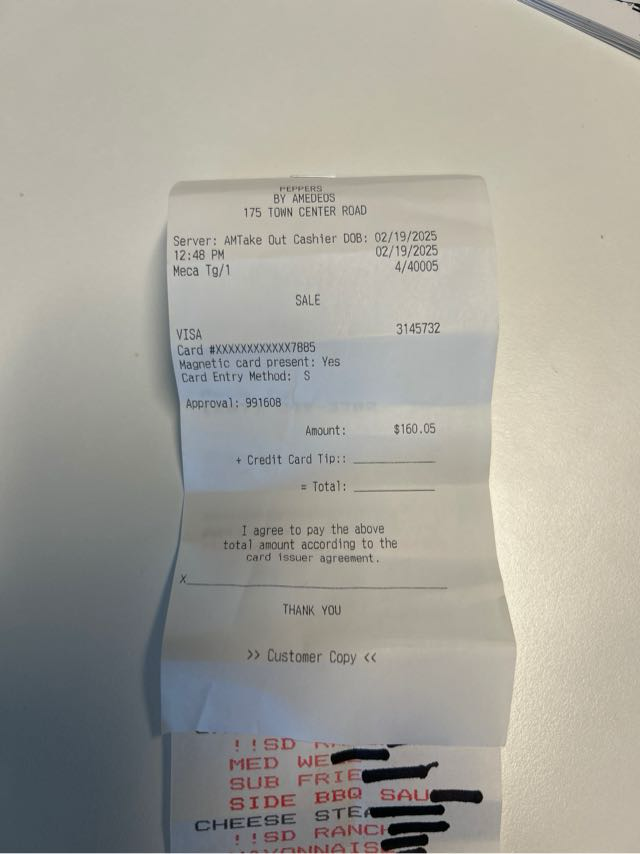 PEPPERS
BY AMEDEOS
175 TOWN CENTER ROAD
Server: AMTake Out Cashier DOB: 02/19/2025
12:48 PM 02/19/2025
Meca Tg/1 4/40005
SALE
VISA 3145732
Card #XXXXXXXXXXXX7885
Magnetic card present: Yes
Card Entry Method: S
Approval: 991608
Amount: $160.05
+ Credit Card Tip::
= Total:
I agree to pay the above
total amount according to the
card issuer agreement.
X
THANK YOU
>> Customer Copy <<
!!SD
MED WE
SUB FRIE
SIDE BBQ SAU
CHEESE STE
!!SD RANCH